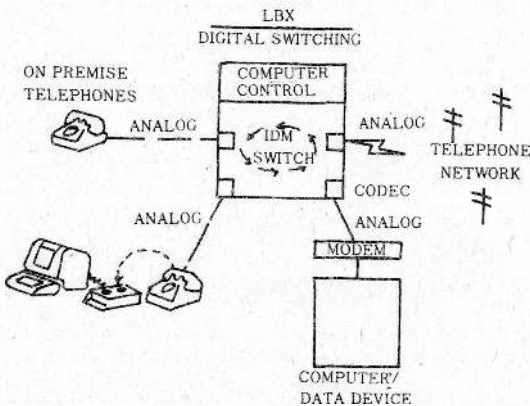 LBX
DIGITAL SWITCHING
COMPUTER
CONTROL
ON PREMISE
TELEPHONES
ANALOG
IDM
SWITCH
ANALOG
TELEPHONE
NETWORK
CODEC
ANALOG
ANALOG
MODEM
COMPUTER/
DATA DEVICE